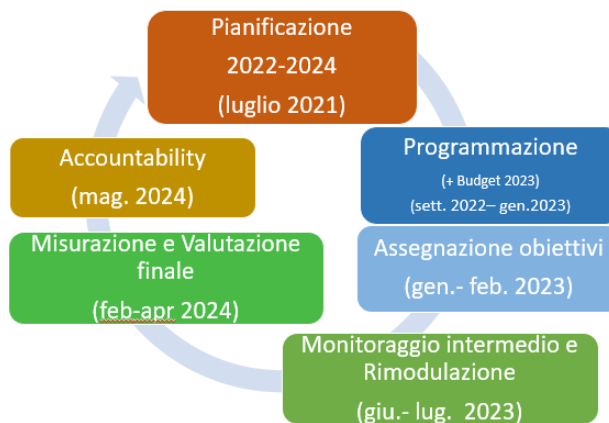 Pianificazione
2022-2024
(luglio 2021)
Programmazione
(+ Budget 2023)
(sett. 2022– gen.2023)
Assegnazione obiettivi
(gen.- feb. 2023)
Monitoraggio intermedio e
Rimodulazione
(giu.- lug. 2023)
Misurazione e Valutazione
finale
(feb-apr 2024)
Accountability
(mag. 2024)